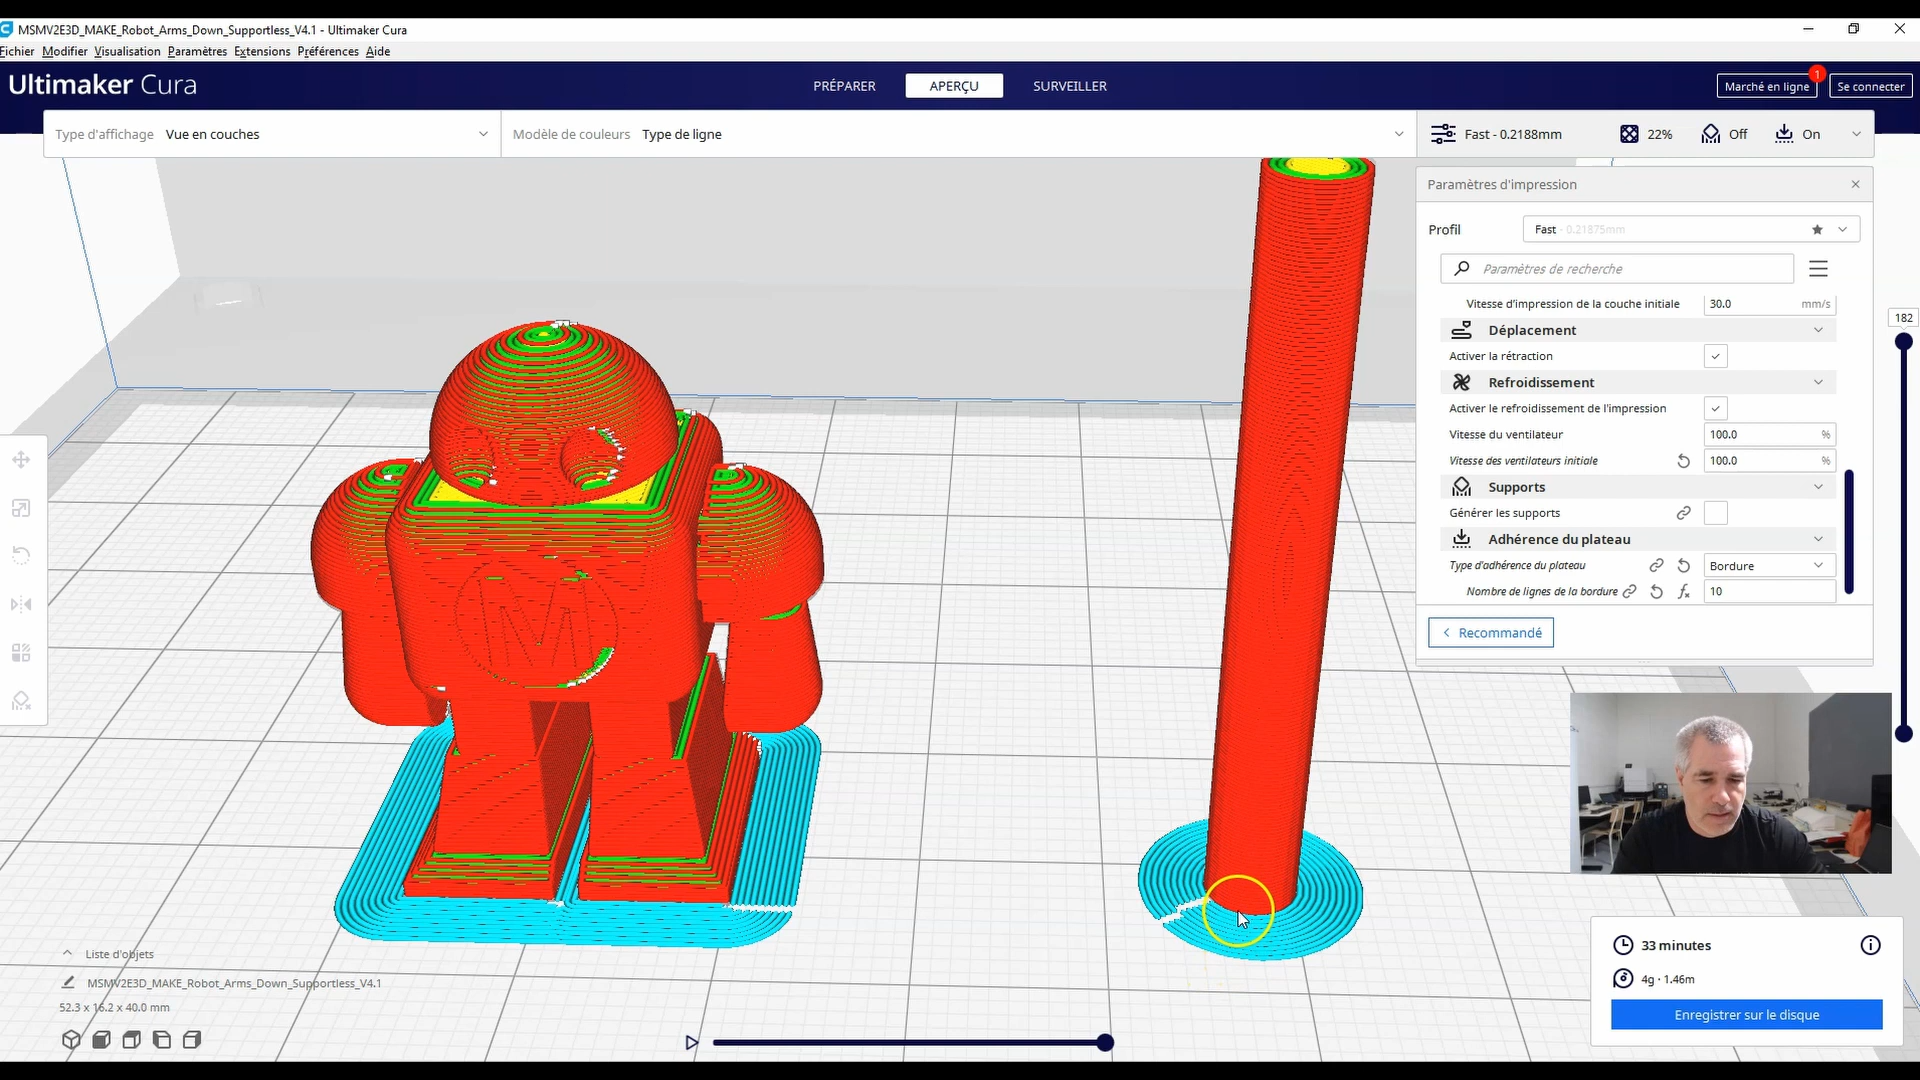 MSMV2E3D_MAKE_Robot_Arms_Down_Supportless_V4.1 - Ultimaker Cura
Fichier Modifier Visualisation Paramètres Extensions Préférences Aide
Ultimaker Cura
PRÉPARER APERÇU SURVEILLER
Marché en ligne 1 Se connecter
Type d'affichage Vue en couches Modèle de couleurs Type de ligne
Fast - 0.2188mm 22% Off On
Paramètres d'impression
Profil Fast - 0.21875mm
Paramètres de recherche
Vitesse d'impression de la couche initiale 30.0 mm/s
Déplacement
Activer la rétraction
Refroidissement
Activer le refroidissement de l'impression
Vitesse du ventilateur 100.0 %
Vitesse des ventilateurs initiale 100.0 %
Supports
Générer les supports
Adhérence du plateau
Type d'adhérence du plateau Bordure
Nombre de lignes de la bordure fx 10
Recommandé
182
M
Liste d'objets
MSMV2E3D_MAKE_Robot_Arms_Down_Supportless_V4.1
52.3 x 16.2 x 40.0 mm
33 minutes
4g · 1.46m
Enregistrer sur le disque